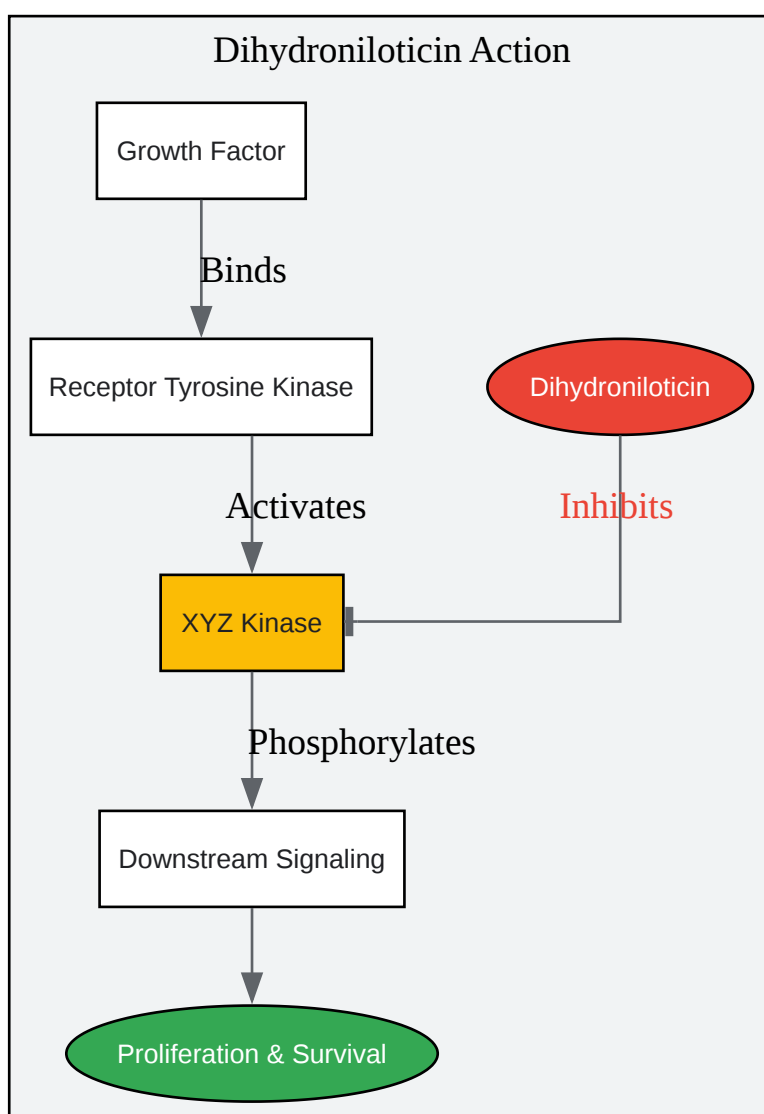 Dihydroniloticin Action
Growth Factor
Binds
Receptor Tyrosine Kinase
Dihydroniloticin
Activates
Inhibits
XYZ Kinase
Phosphorylates
Downstream Signaling
Proliferation & Survival